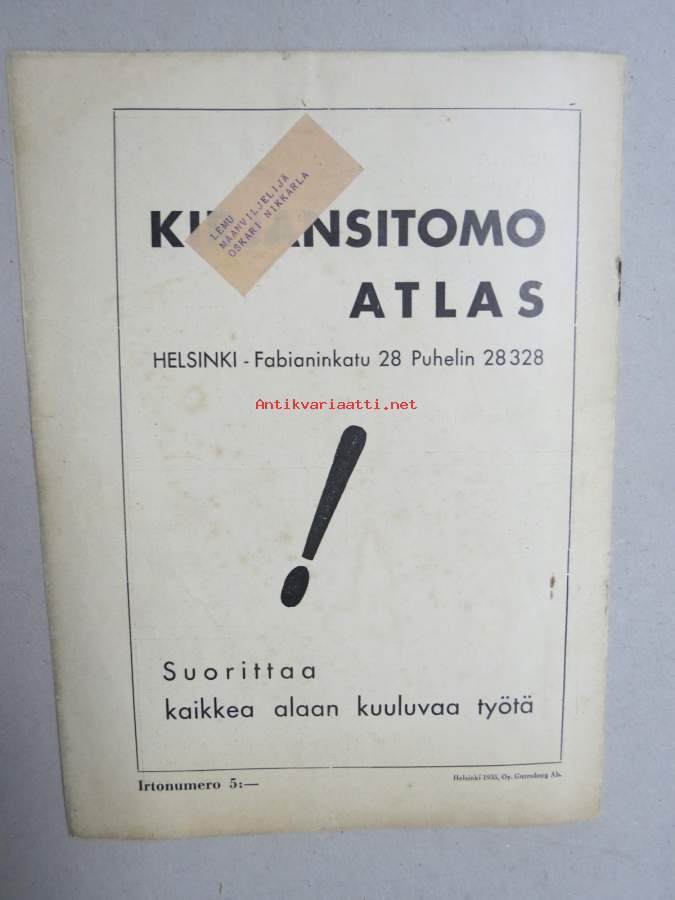 LEMU
MAANVILJELIJÄ
OSKARI NIKKARLA
ANSITOMO
ATLAS
HELSINKI - Fabianinkatu 28 Puhelin 28328
Antikvariaatti.net
!
Suorittaa
kaikkea alaan kuuluvaa työtä
Irtonumero 5:—
Helsinki 1935, Oy. Gutenberg Ab.